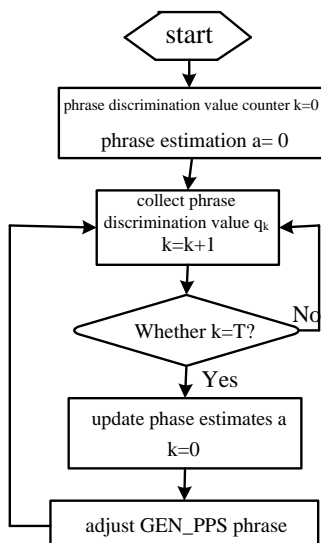 start
phrase discrimination value counter k=0
phrase estimation a= 0
collect phrase
discrimination value qk
k=k+1
No
Whether k=T?
Yes
update phase estimates a
k=0
adjust GEN_PPS phrase